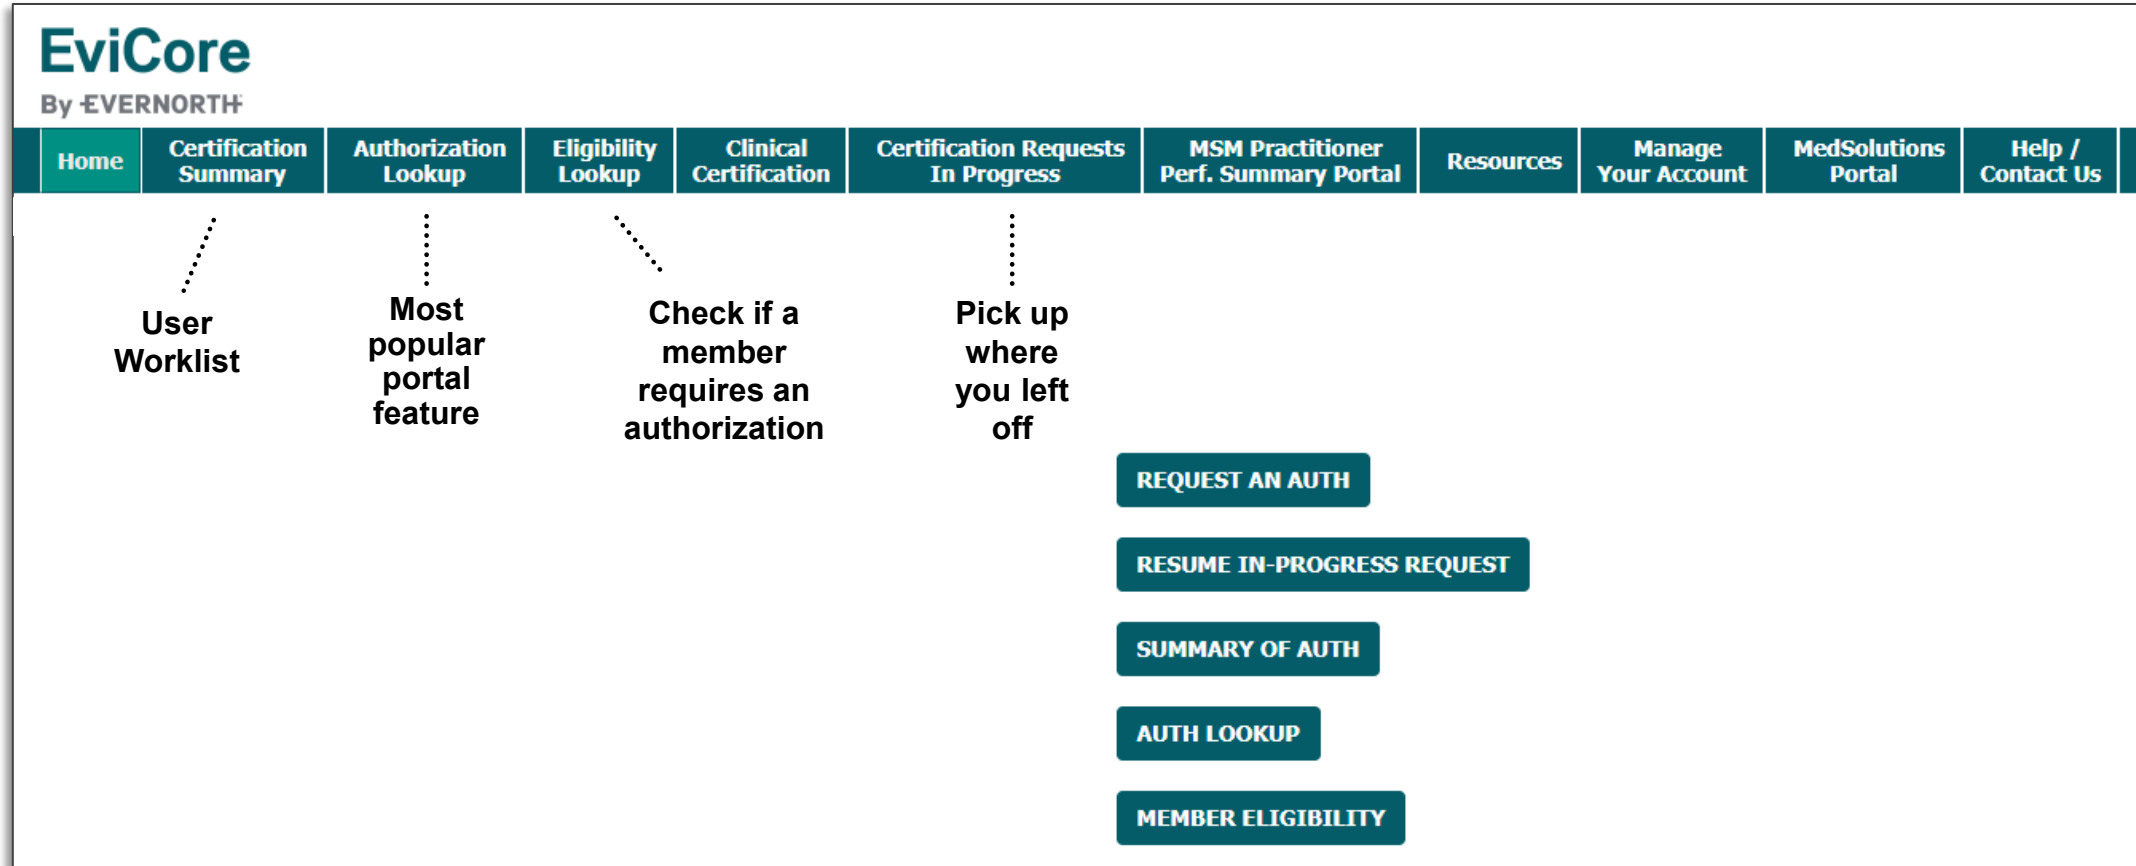 EviCore
By EVERNORTH
Home
Certification
Summary
Authorization
Lookup
Eligibility
Lookup
Clinical
Certification
Certification Requests
In Progress
MSM Practitioner
Perf. Summary Portal
Resources
Manage
Your Account
MedSolutions
Portal
Help /
Contact Us
User
Worklist
Most
popular
portal
feature
Check if a
member
requires an
authorization
Pick up
where
you left
off
REQUEST AN AUTH
RESUME IN-PROGRESS REQUEST
SUMMARY OF AUTH
AUTH LOOKUP
MEMBER ELIGIBILITY